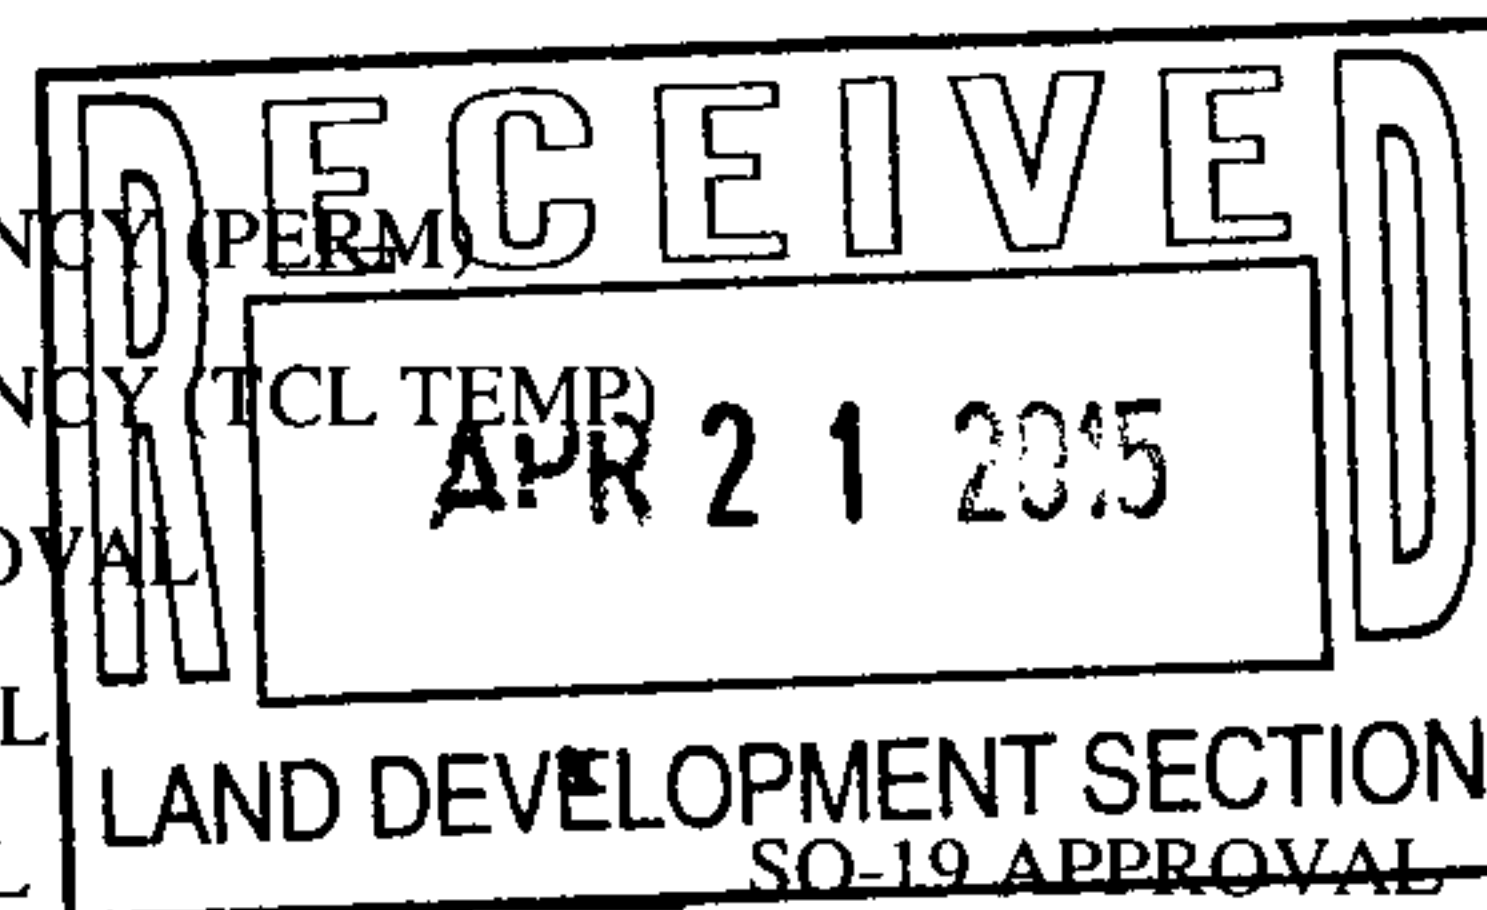 RECEIVED
NCY (PERM)
NCY (TCL TEMP)
APR 21 2015
OVAL
L
LAND DEVELOPMENT SECTION
SO-19 APPROVAL